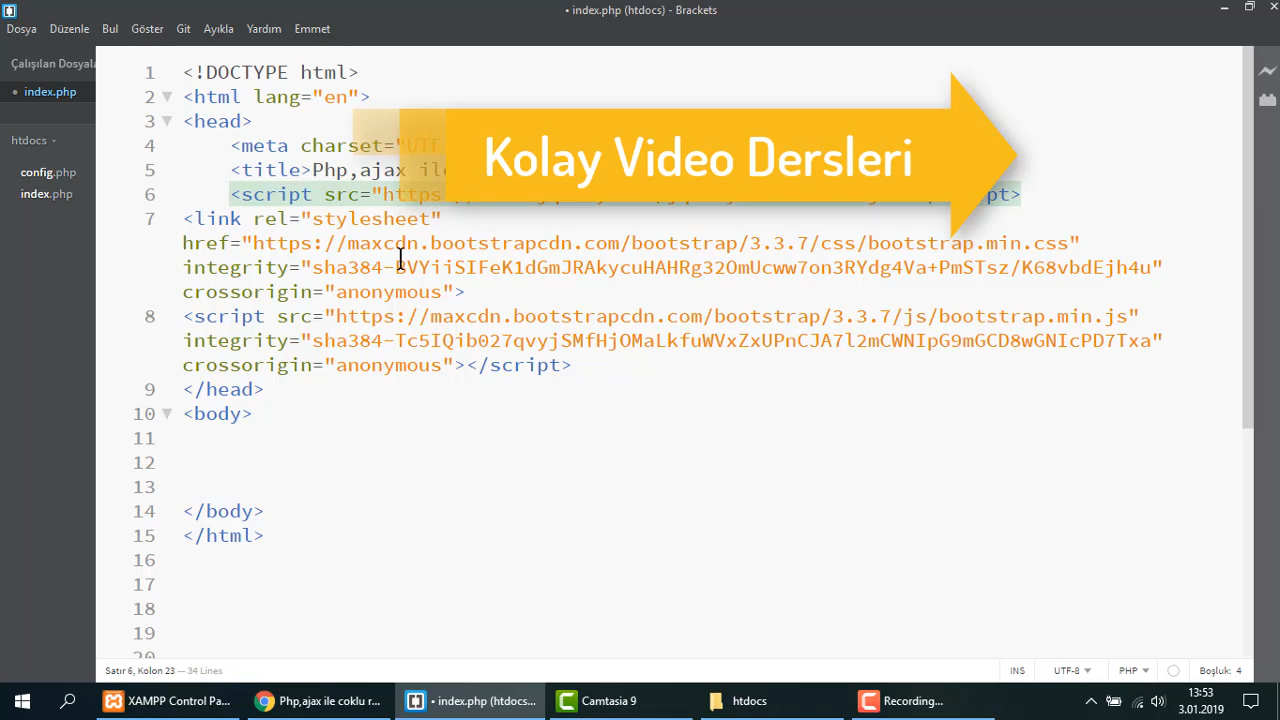 • index.php (htdocs) - Brackets
Dosya Düzenle Bul Göster Git Ayıkla Yardım Emmet
Çalışılan Dosyala
• index.php
htdocs
config.php
index.php
1 <!DOCTYPE html>
2 <html lang="en">
3 <head>
4 <meta charset="UTF
5 <title>Php,ajax ile
6 <script src="https pt>
7 <link rel="stylesheet"
href="https://maxcdn.bootstrapcdn.com/bootstrap/3.3.7/css/bootstrap.min.css"
integrity="sha384-BVYiiSIFeK1dGmJRAkycuHAHRg32OmUcww7on3RYdg4Va+PmSTsz/K68vbdEjh4u"
crossorigin="anonymous">
8 <script src="https://maxcdn.bootstrapcdn.com/bootstrap/3.3.7/js/bootstrap.min.js"
integrity="sha384-Tc5IQib027qvyjSMfHjOMaLkfuWVxZxUPnCJA7l2mCWNIpG9mGCD8wGNIcPD7Txa"
crossorigin="anonymous"></script>
9 </head>
10 <body>
11
12
13
14 </body>
15 </html>
16
17
18
19
20
Kolay Video Dersleri
Satır 6, Kolon 23 — 34 Lines
INS UTF-8 PHP Boşluk: 4
XAMPP Control Pa...
Php,ajax ile coklu r...
• index.php (htdocs...
Camtasia 9
htdocs
Recording...
13:53
3.01.2019